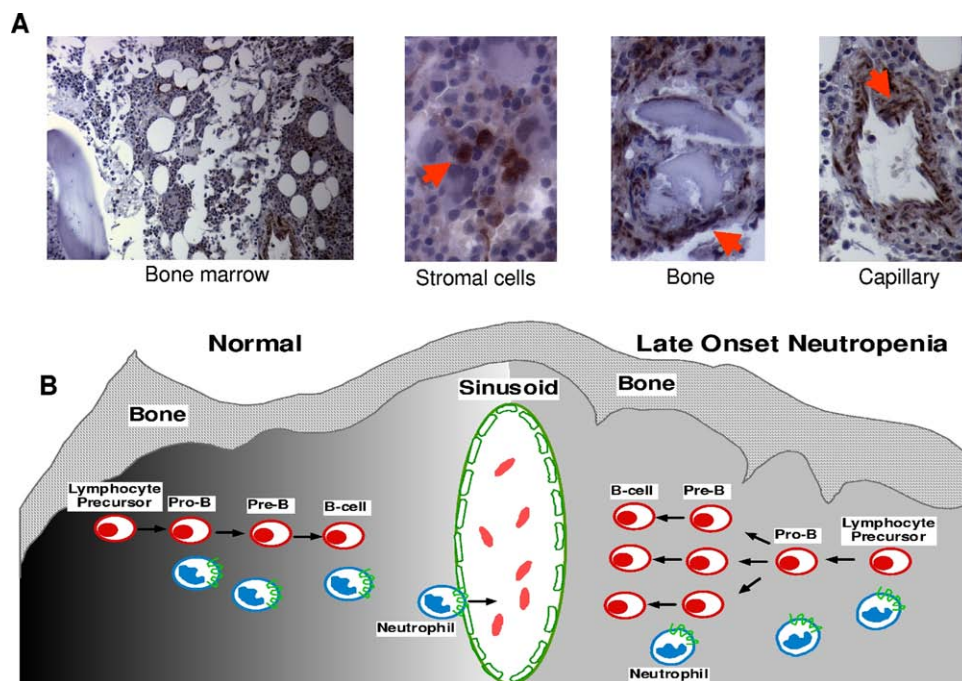 A
Bone marrow
Stromal cells
Bone
Capillary
Normal
Late Onset Neutropenia
B
Bone
Sinusoid
Bone
Lymphocyte
Precursor
Pro-B
Pre-B
B-cell
Neutrophil
B-cell
Pre-B
Pro-B
Lymphocyte
Precursor
Neutrophil